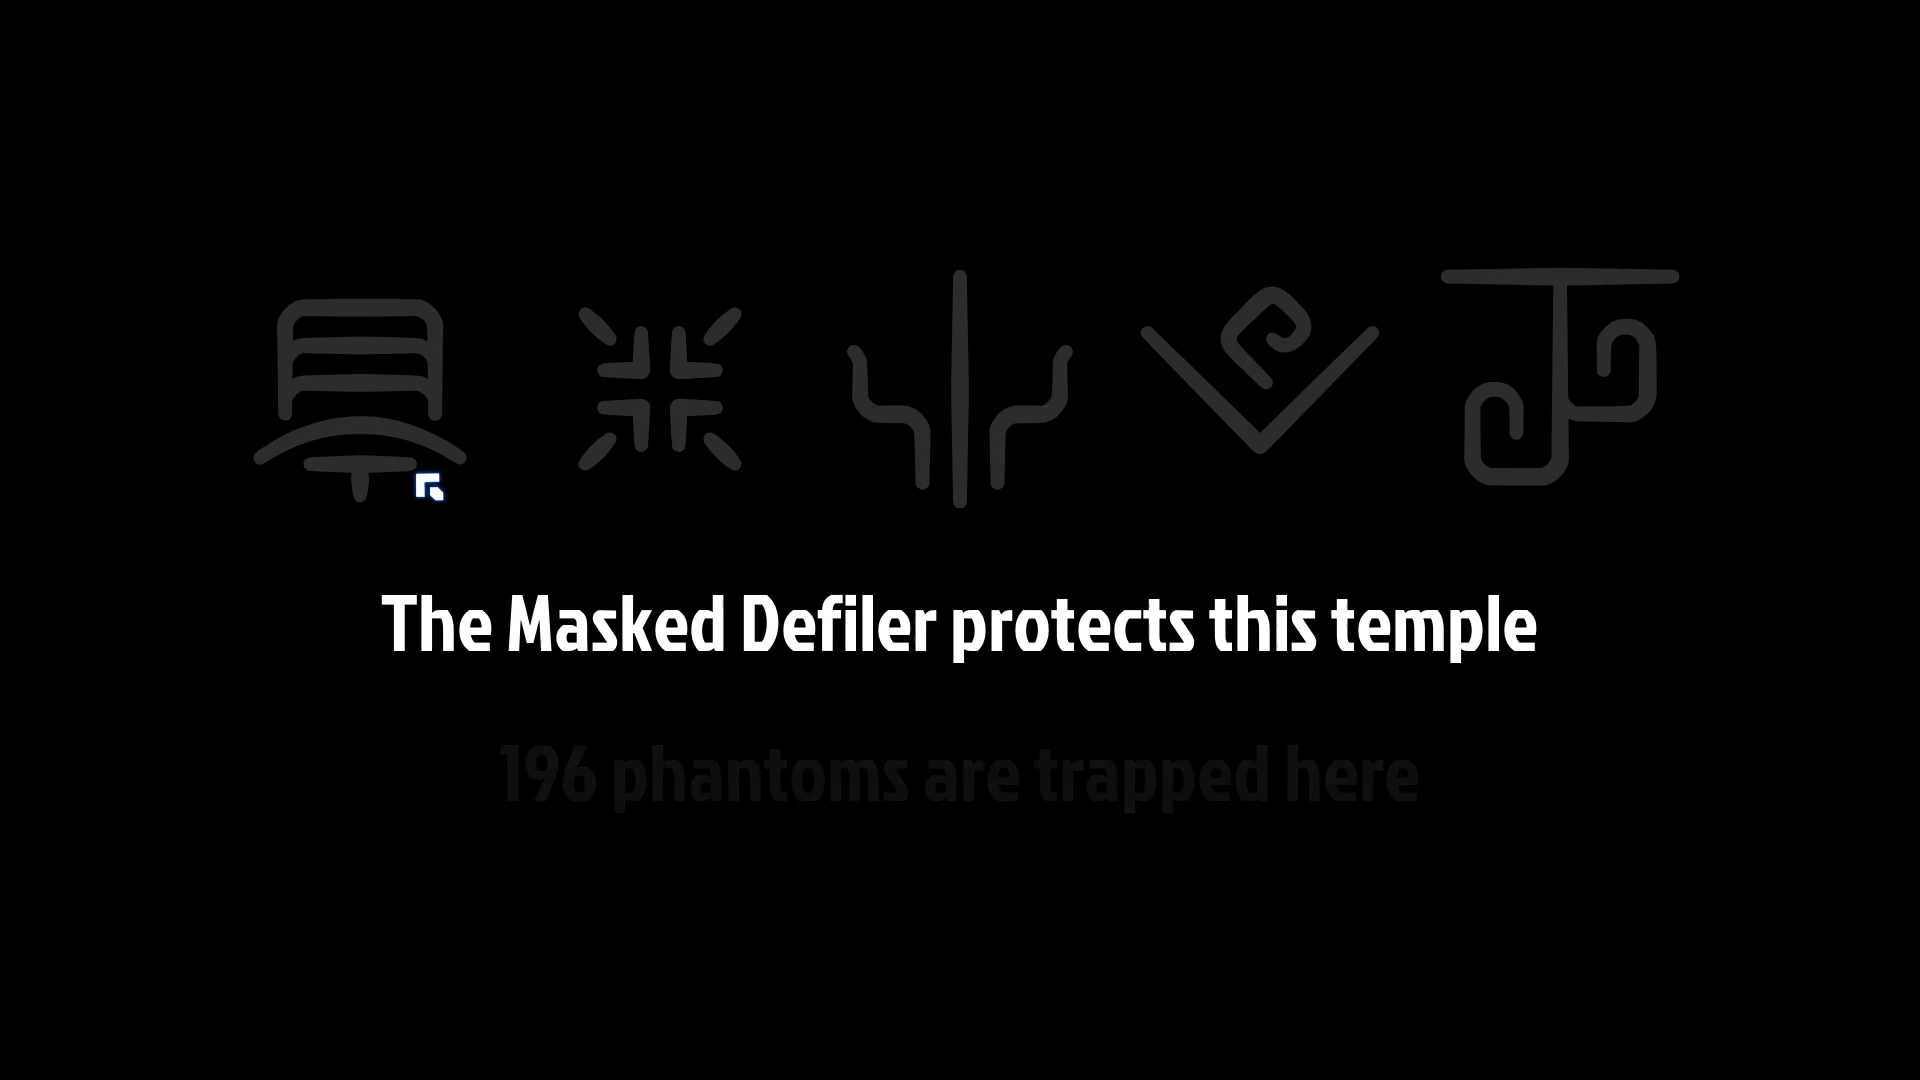 The Masked Defiler protects this temple
196 phantoms are trapped here